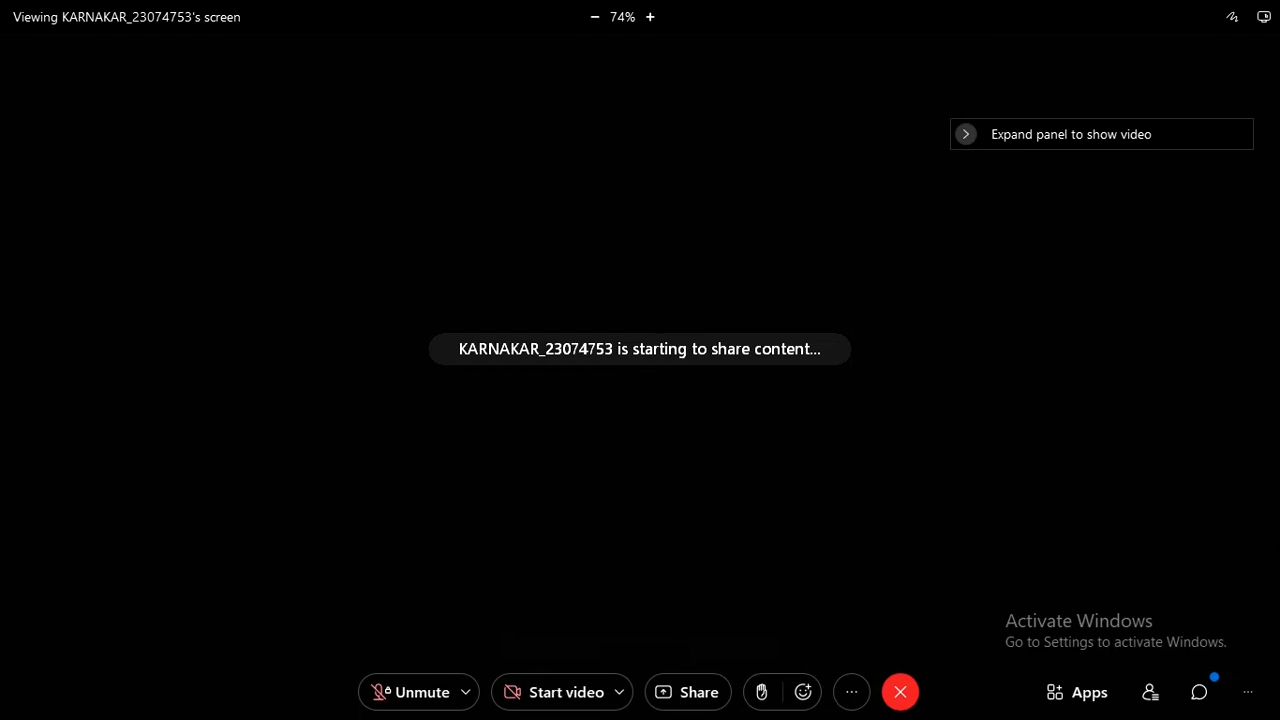 Viewing KARNAKAR_23074753's screen
74%
Expand panel to show video
KARNAKAR_23074753 is starting to share content...
Activate Windows
Go to Settings to activate Windows.
Unmute
Start video
Share
Apps